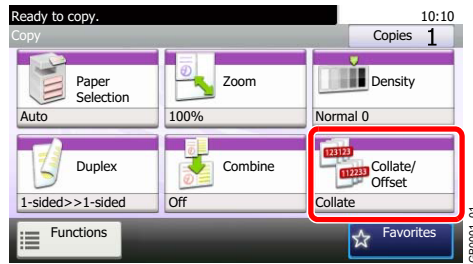 Ready to copy. 10:10
Copy Copies 1
Paper Selection
Auto
Zoom
100%
Density
Normal 0
Duplex
1-sided>>1-sided
Combine
Off
123123
112233
Collate/
Offset
Collate
Functions
Favorites